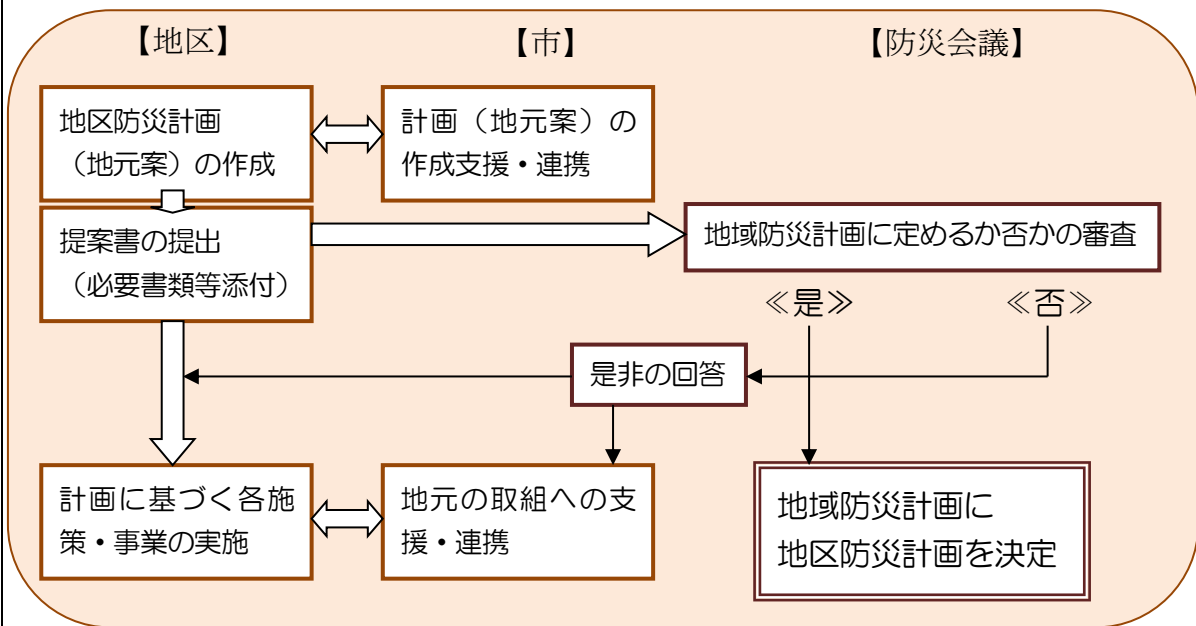 【地区】
【市】
【防災会議】
地区防災計画
（地元案）の作成
計画（地元案）の
作成支援・連携
提案書の提出
（必要書類等添付）
地域防災計画に定めるか否かの審査
≪是≫
≪否≫
是非の回答
計画に基づく各施
策・事業の実施
地元の取組への支
援・連携
地域防災計画に
地区防災計画を決定